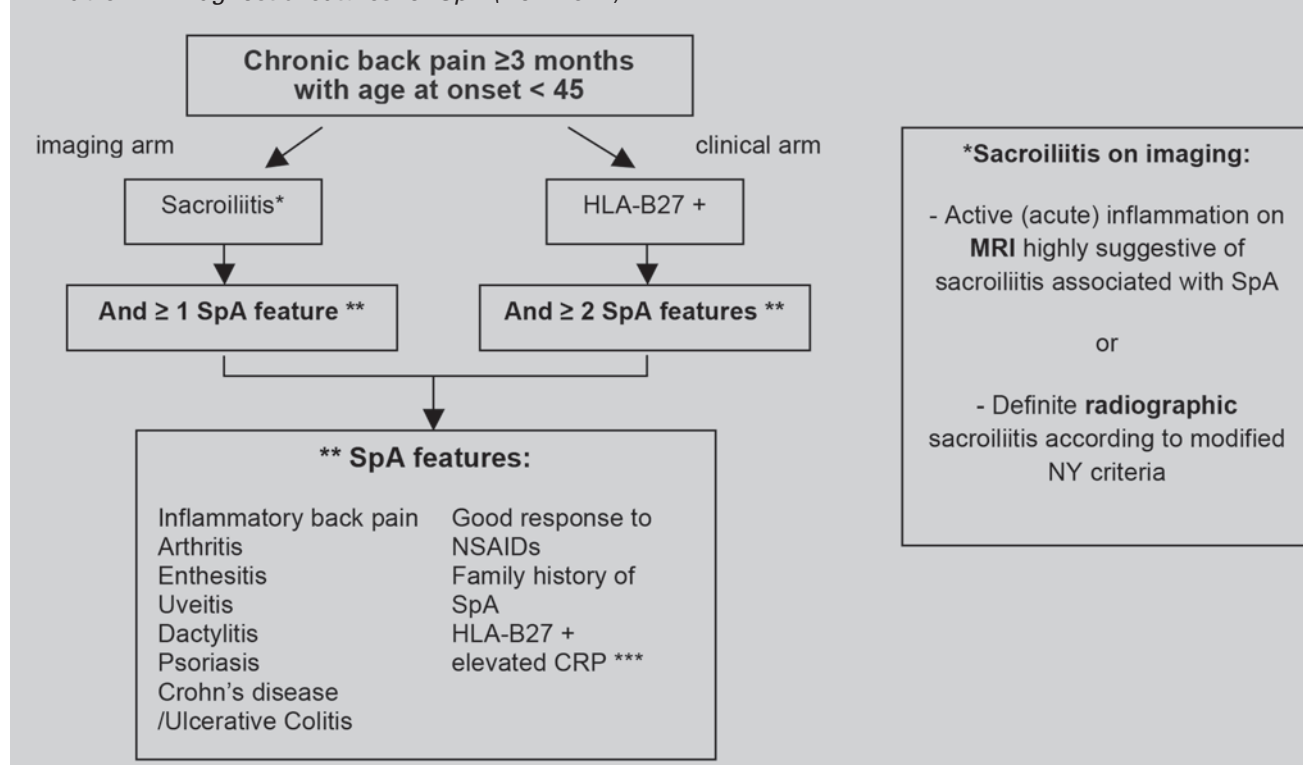 Chronic back pain ≥3 months
with age at onset < 45
imaging arm
clinical arm
Sacroiliitis*
HLA-B27 +
And ≥ 1 SpA feature **
And ≥ 2 SpA features **
** SpA features:
Inflammatory back pain
Arthritis
Enthesitis
Uveitis
Dactylitis
Psoriasis
Crohn's disease
/Ulcerative Colitis
Good response to
NSAIDs
Family history of
SpA
HLA-B27 +
elevated CRP ***
*Sacroiliitis on imaging:
- Active (acute) inflammation on
MRI highly suggestive of
sacroiliitis associated with SpA
or
- Definite radiographic
sacroiliitis according to modified
NY criteria